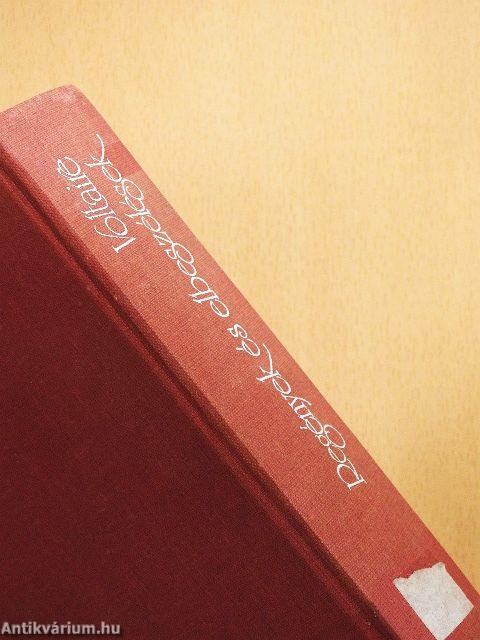 Voltaire
Regények és elbeszélések
Antikvárium.hu